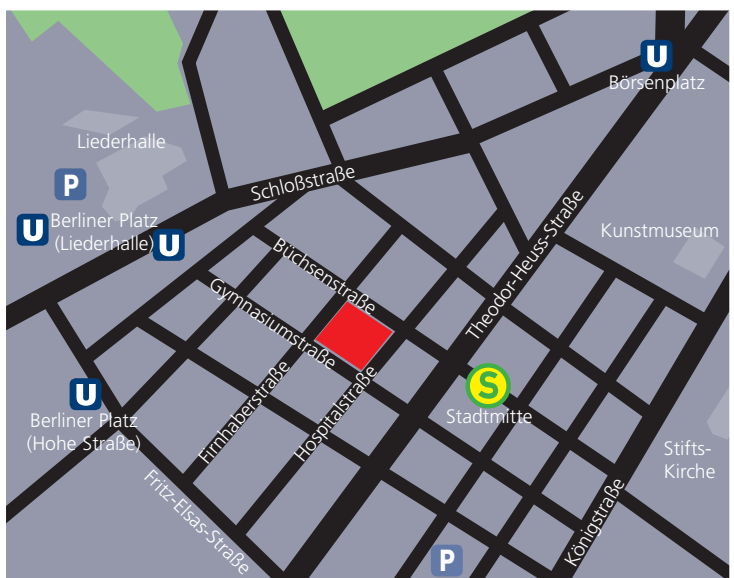 U
Börsenplatz
Liederhalle
P
Schloßstraße
U
Berliner Platz
(Liederhalle)
U
Kunstmuseum
Büchsenstraße
Theodor-Heuss-Straße
Gymnasiumstraße
S
Stadtmitte
U
Berliner Platz
(Hohe Straße)
Firnhaberstraße
Hospitalstraße
Stifts-
Kirche
Fritz-Elsas-Straße
Königstraße
P